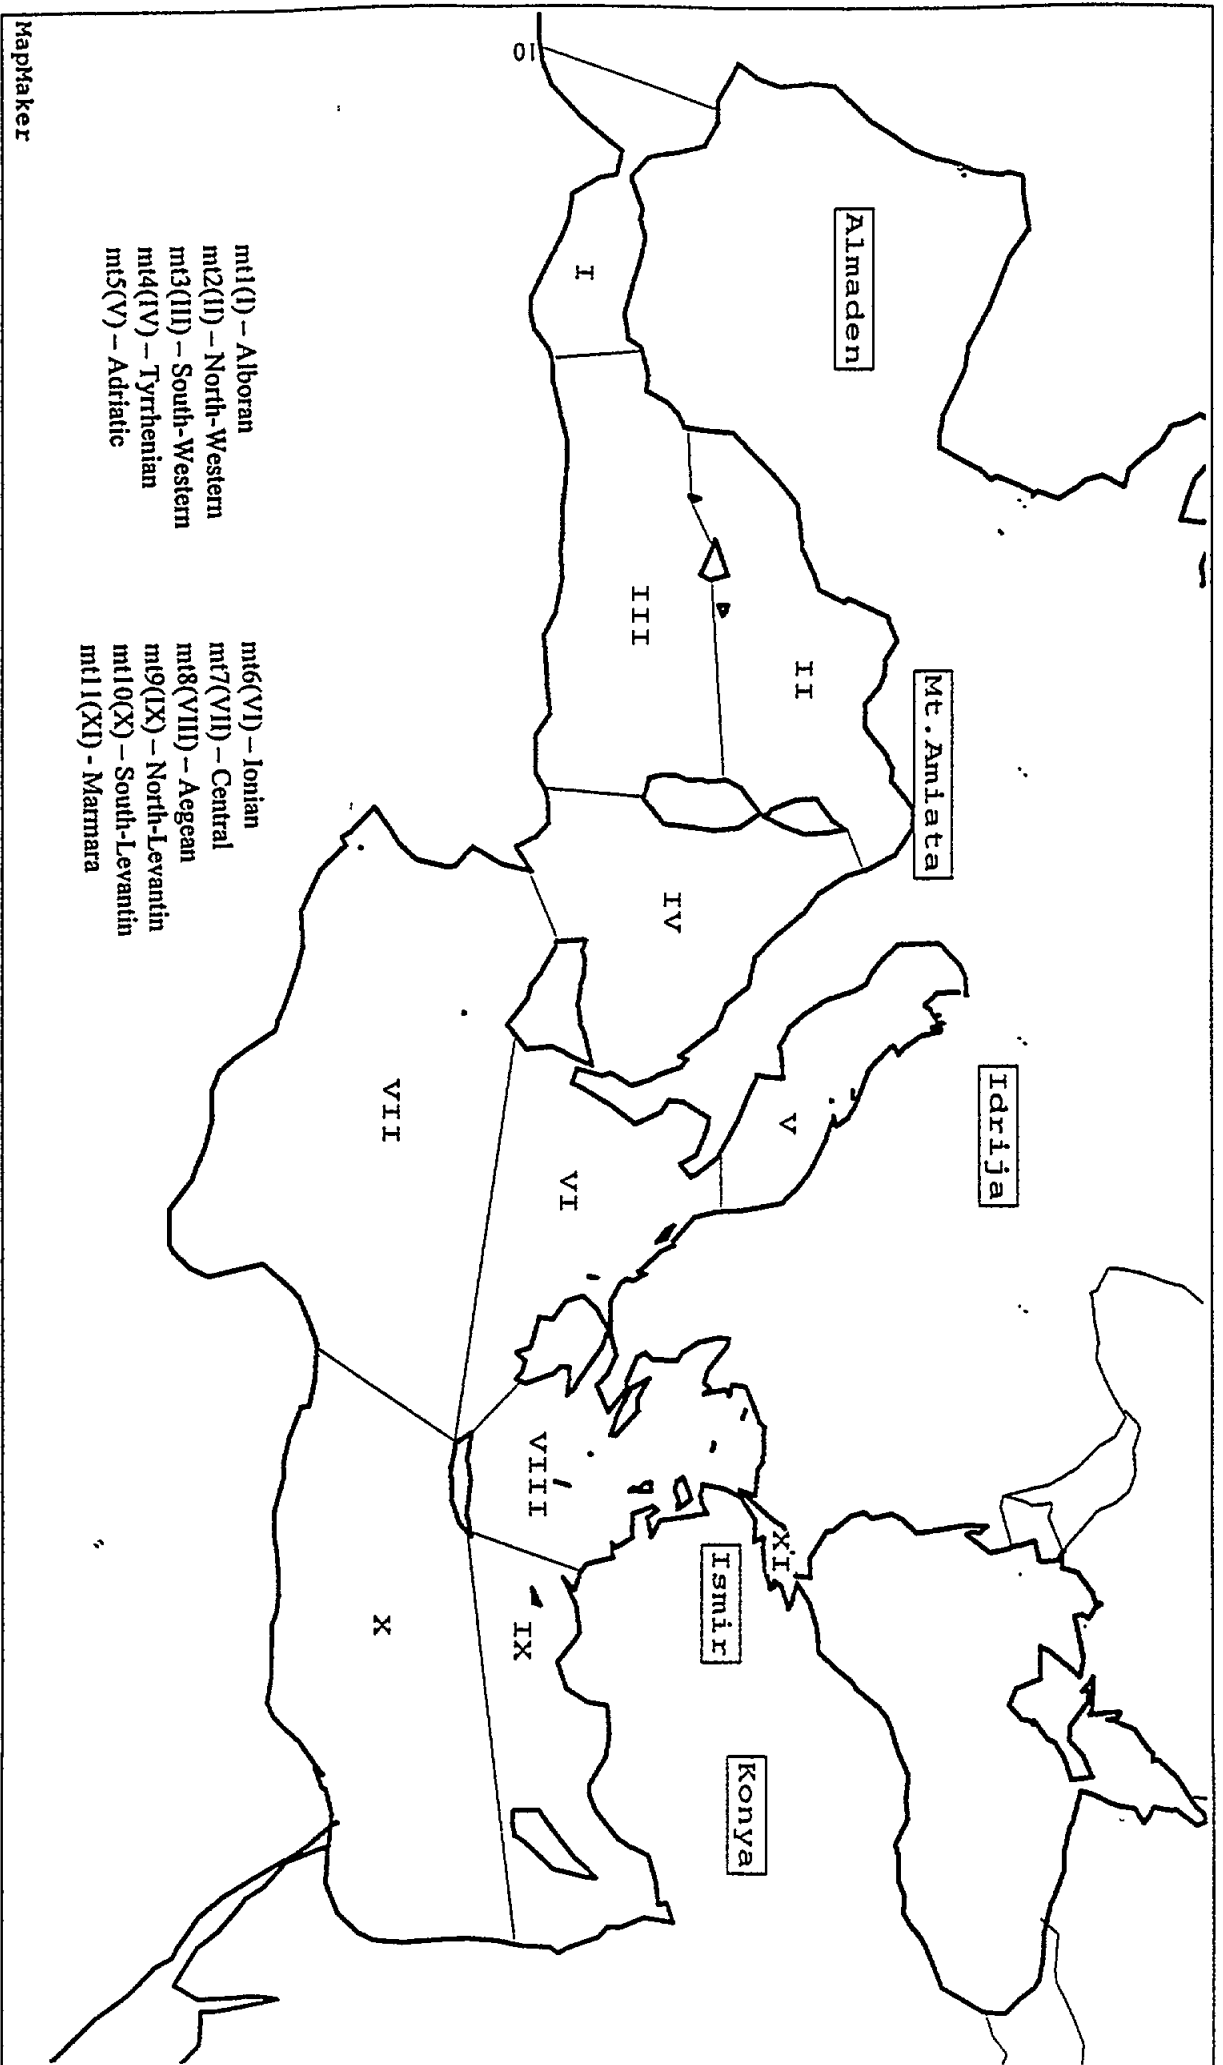 Almaden
Mt.Amiata
Idrija
Ismir
Konya
I
II
III
IV
V
VI
VII
VIII
IX
X
XI
01
mt1(I) – Alboran
mt2(II) – North-Western
mt3(III) – South-Western
mt4(IV) – Tyrrhenian
mt5(V) – Adriatic
mt6(VI) – Ionian
mt7(VII) – Central
mt8(VIII) – Aegean
mt9(IX) – North-Levantin
mt10(X) – South-Levantin
mt11(XI) - Marmara
MapMaker